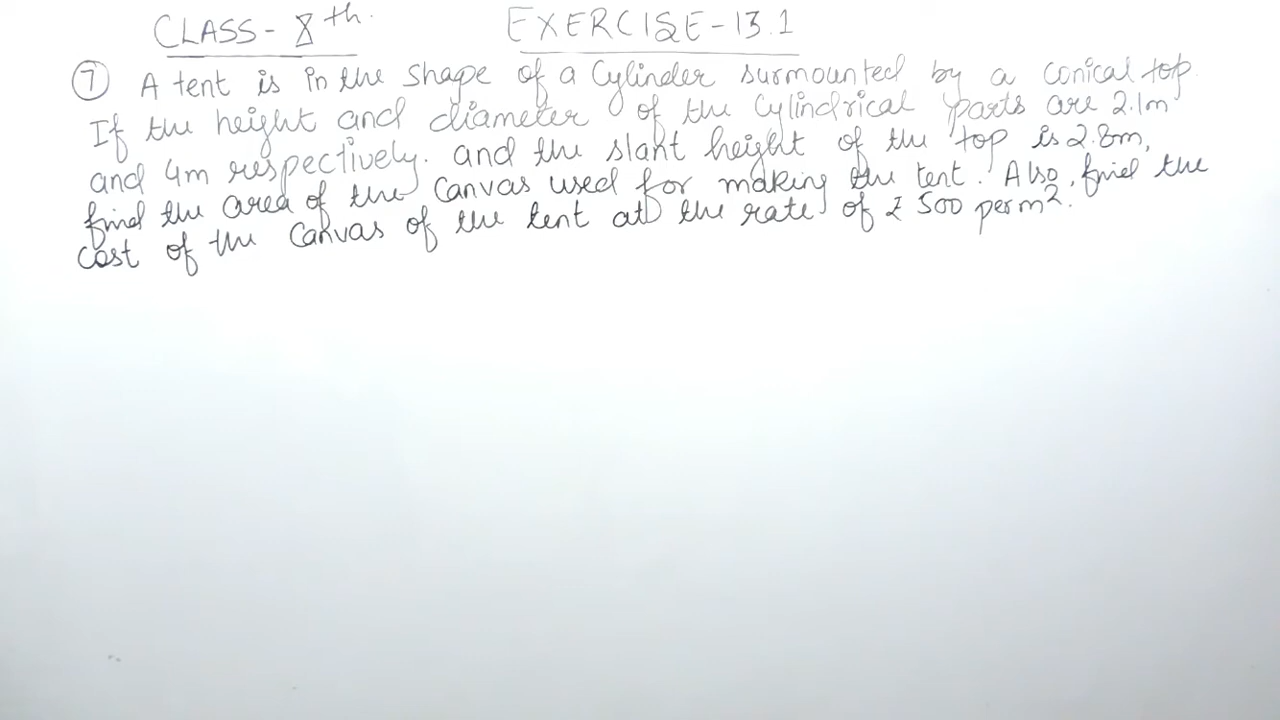 CLASS - X th.
EXERCISE - 13.1
7 A tent is in the shape of a Cylinder surmounted by a conical top.
If the height and diameter of the cylindrical parts are 2.1m
and 4m respectively. and the slant height of the top is 2.8m,
find the area of the canvas used for making the tent. Also, find the
cost of the canvas of the tent at the rate of ₹ 500 per m².